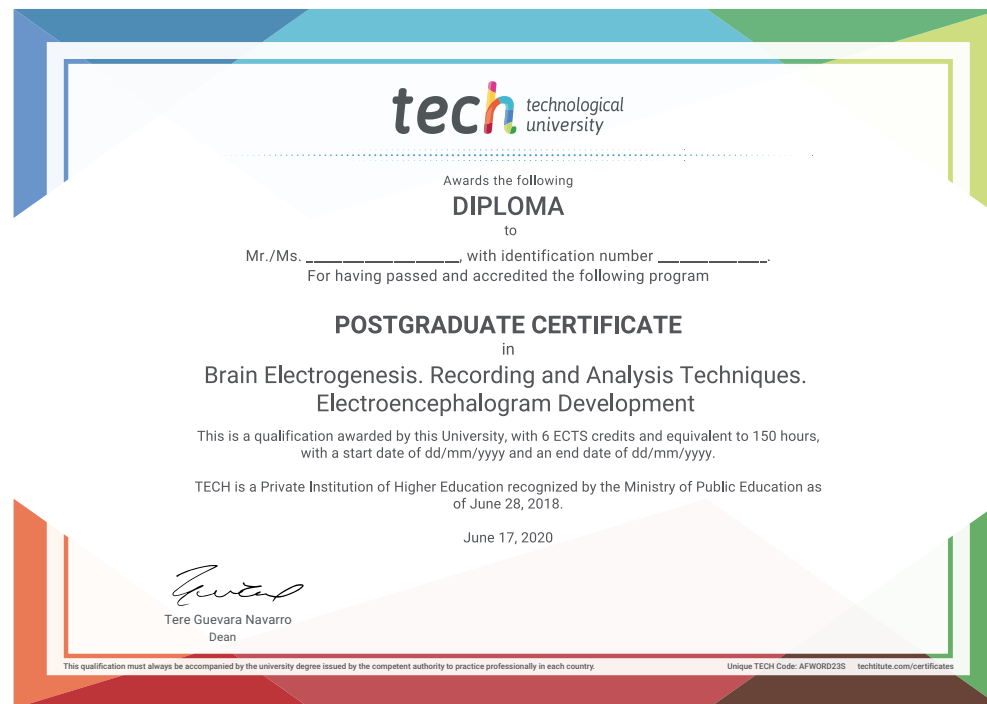 tech technological
university
Awards the following
DIPLOMA
to
Mr./Ms. ____________________, with identification number ______________.
For having passed and accredited the following program
POSTGRADUATE CERTIFICATE
in
Brain Electrogenesis. Recording and Analysis Techniques.
Electroencephalogram Development
This is a qualification awarded by this University, with 6 ECTS credits and equivalent to 150 hours,
with a start date of dd/mm/yyyy and an end date of dd/mm/yyyy.
TECH is a Private Institution of Higher Education recognized by the Ministry of Public Education as
of June 28, 2018.
June 17, 2020
Tere Guevara Navarro
Dean
This qualification must always be accompanied by the university degree issued by the competent authority to practice professionally in each country.
Unique TECH Code: AFWORD23S techtitute.com/certificates